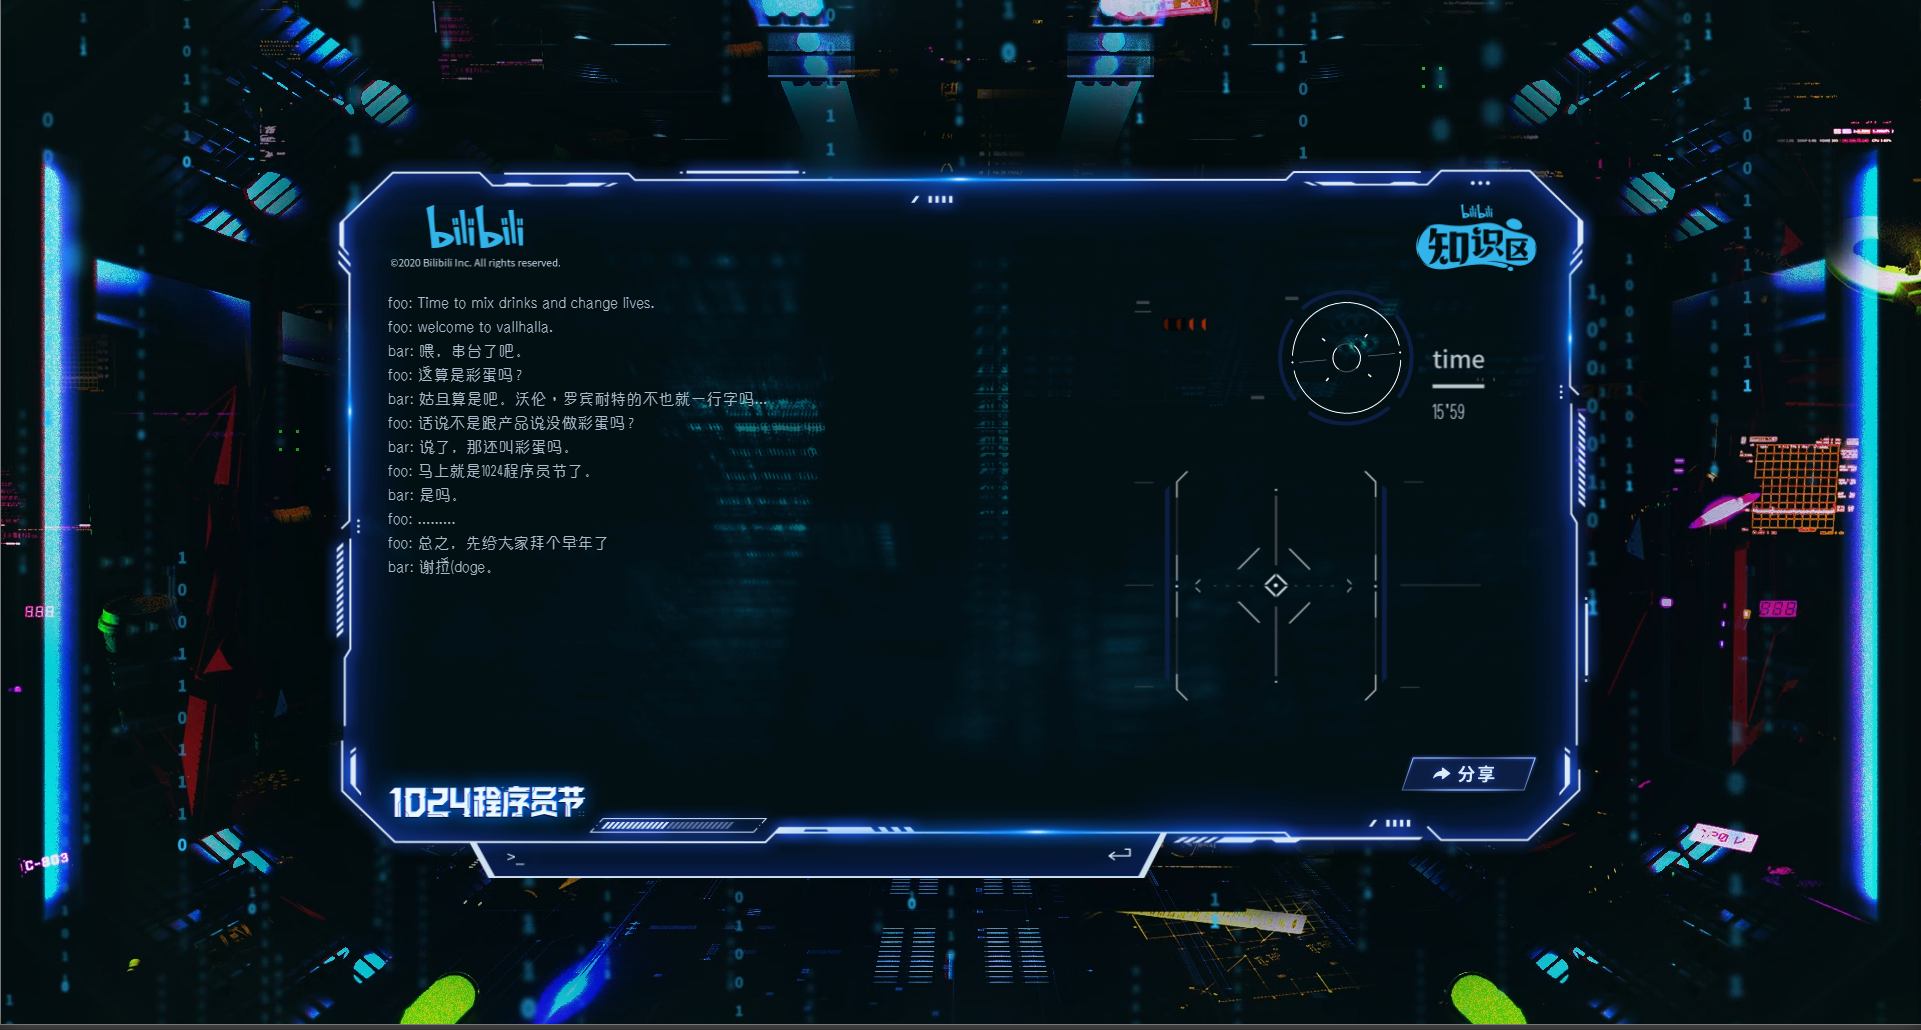 bilibili
©2020 Bilibili Inc. All rights reserved.
bilibili
知识区
foo: Time to mix drinks and change lives.
foo: welcome to vallhalla.
bar: 喂，串台了吧。
foo: 这算是彩蛋吗?
bar: 姑且算是吧。沃伦·罗宾耐特的不也就一行字吗...
foo: 话说不是跟产品说没做彩蛋吗?
bar: 说了，那还叫彩蛋吗。
foo: 马上就是1024程序员节了。
bar: 是吗。
foo: .........
foo: 总之，先给大家拜个早年了
bar: 谢拉(doge。
time
15'59
分享
1024程序员节
>_
C-803
888
888